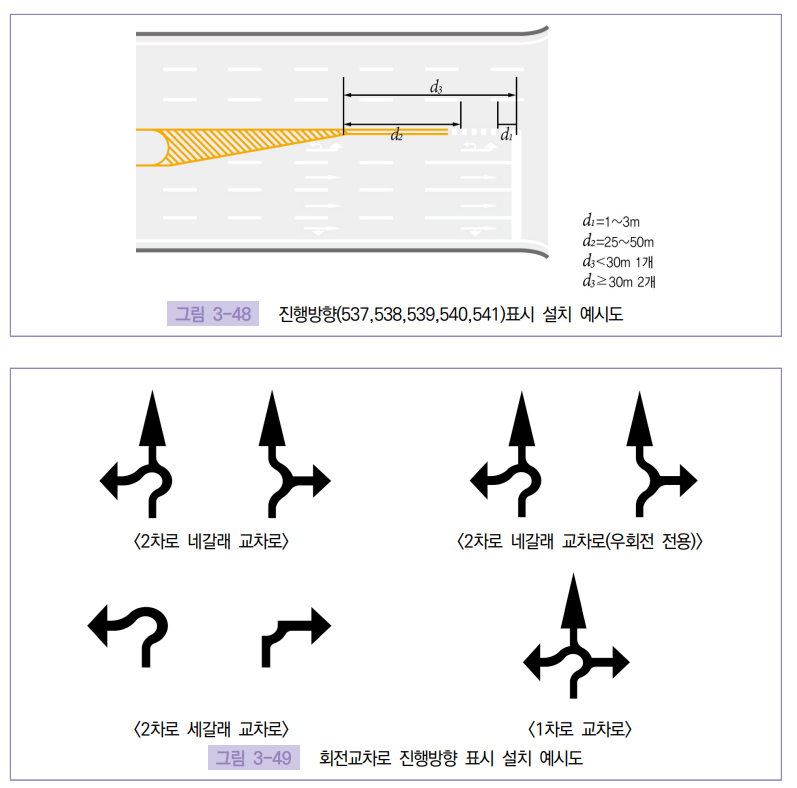 d₃
d₂
d₁
d₁=1~3m
d₂=25~50m
d₃<30m 1개
d₃≥30m 2개
그림 3-48 진행방향(537,538,539,540,541)표시 설치 예시도
<2차로 네갈래 교차로>
<2차로 네갈래 교차로(우회전 전용)>
<2차로 세갈래 교차로>
<1차로 교차로>
그림 3-49 회전교차로 진행방향 표시 설치 예시도